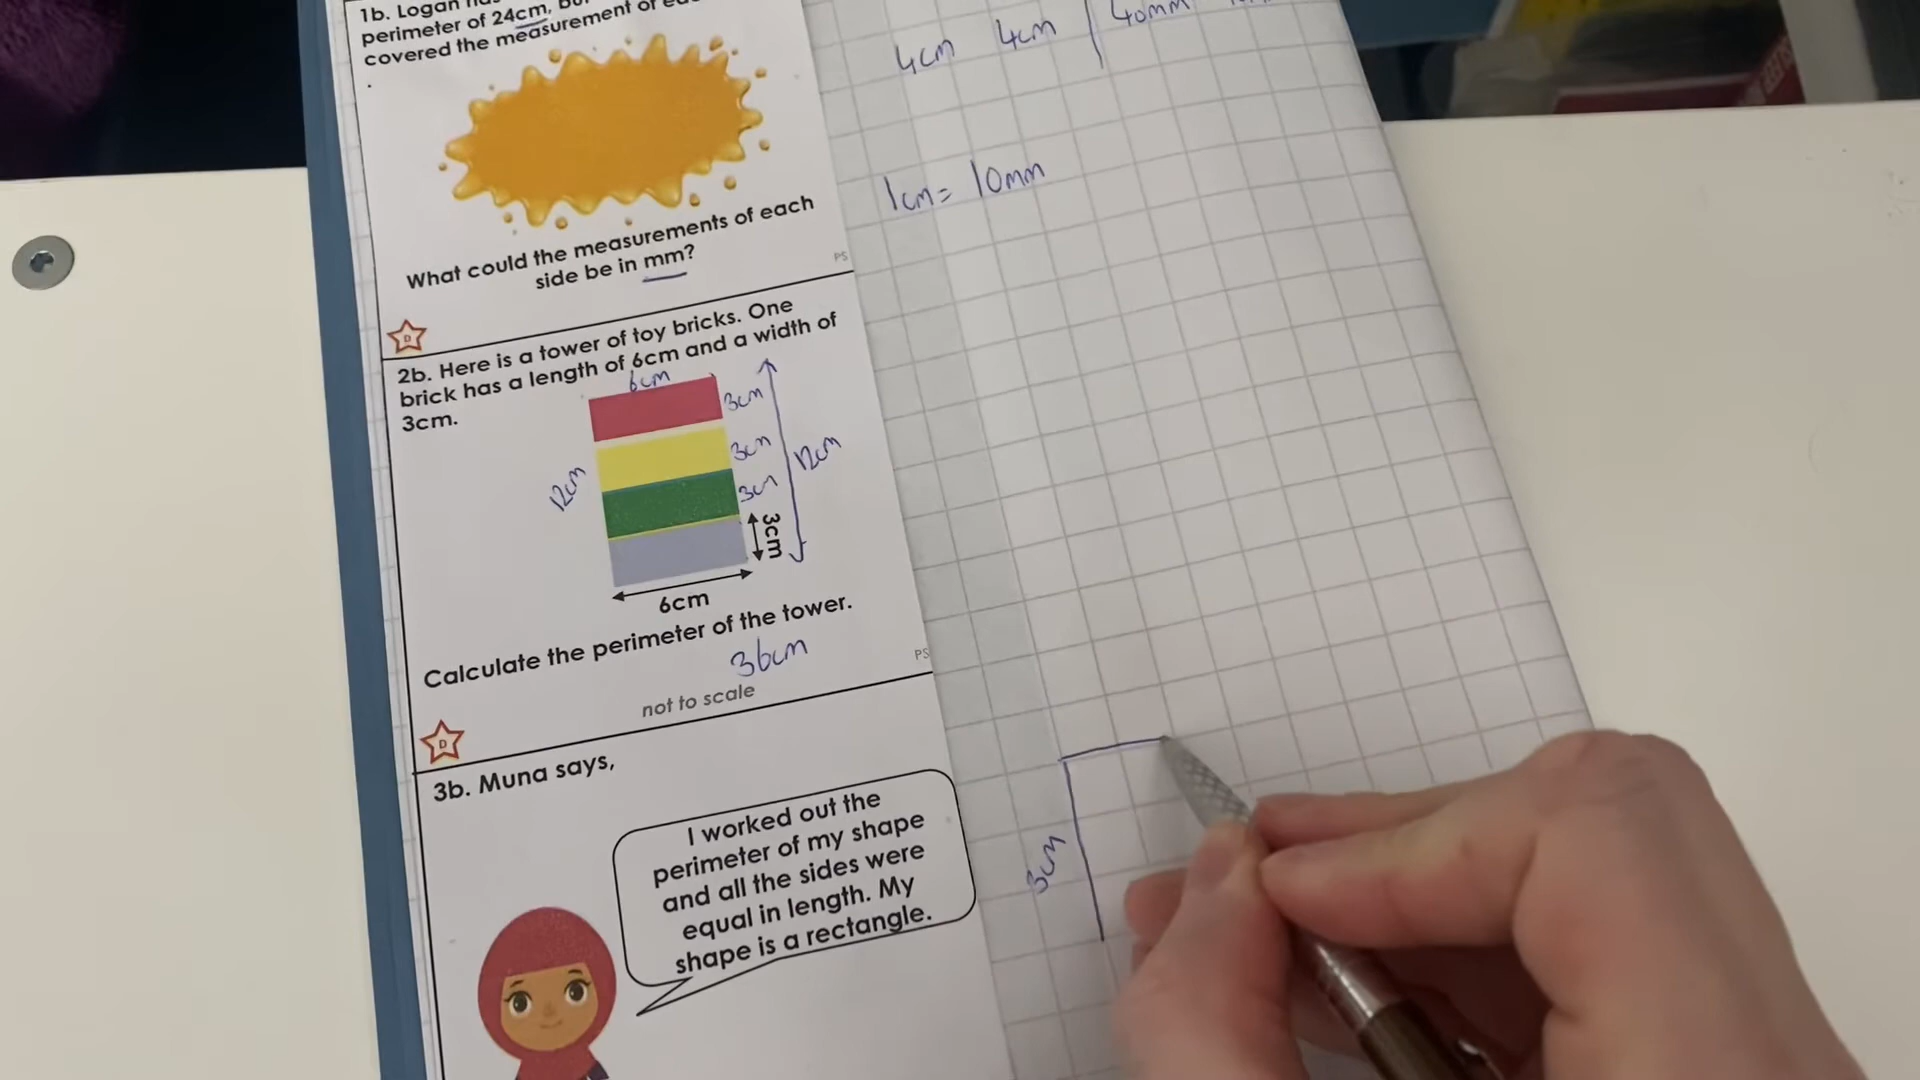 1b. Logan
perimeter of 24cm,
covered the measurement of
.
What could the measurements of each
side be in mm?
PS
D
2b. Here is a tower of toy bricks. One
brick has a length of 6cm and a width of
3cm.
6cm
3cm
3cm
3cm
3cm
12cm
12cm
6cm
Calculate the perimeter of the tower.
36cm
PS
not to scale
D
3b. Muna says,
I worked out the
perimeter of my shape
and all the sides were
equal in length. My
shape is a rectangle.
4cm 4cm 40mm
1cm = 10mm
3cm